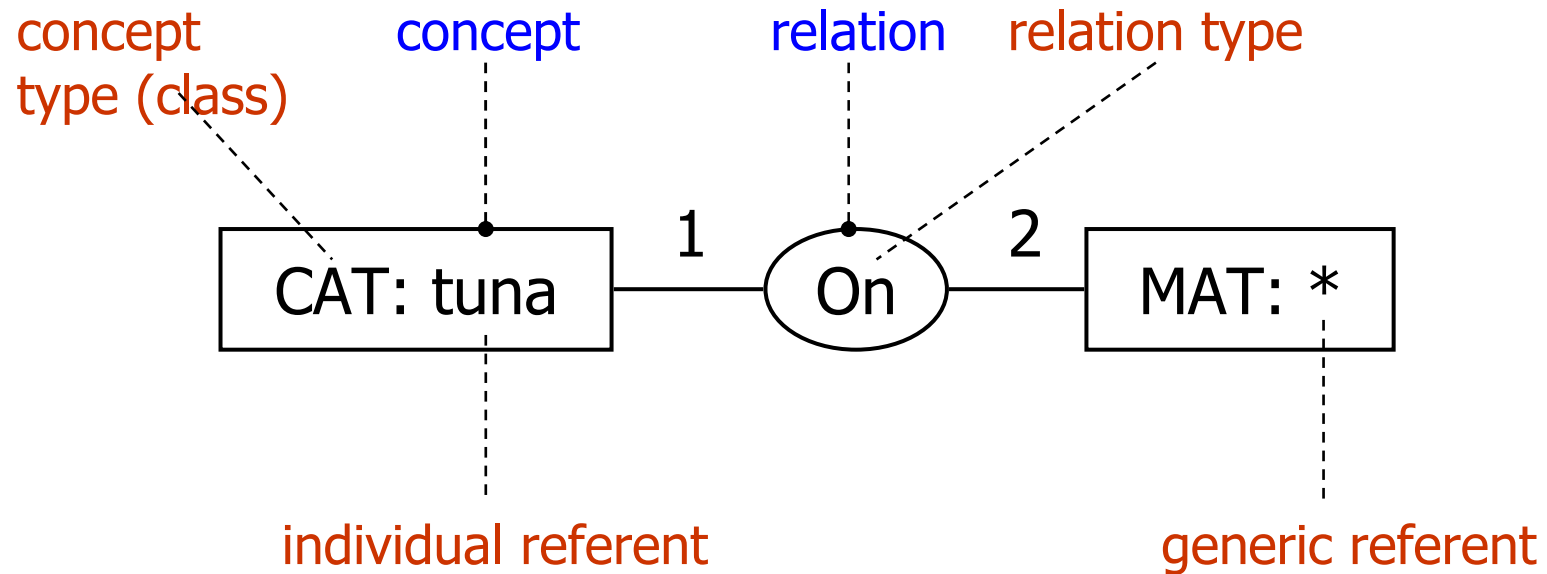 concept
type (class)
concept
relation
relation type
1
2
CAT: tuna
On
MAT: *
individual referent
generic referent